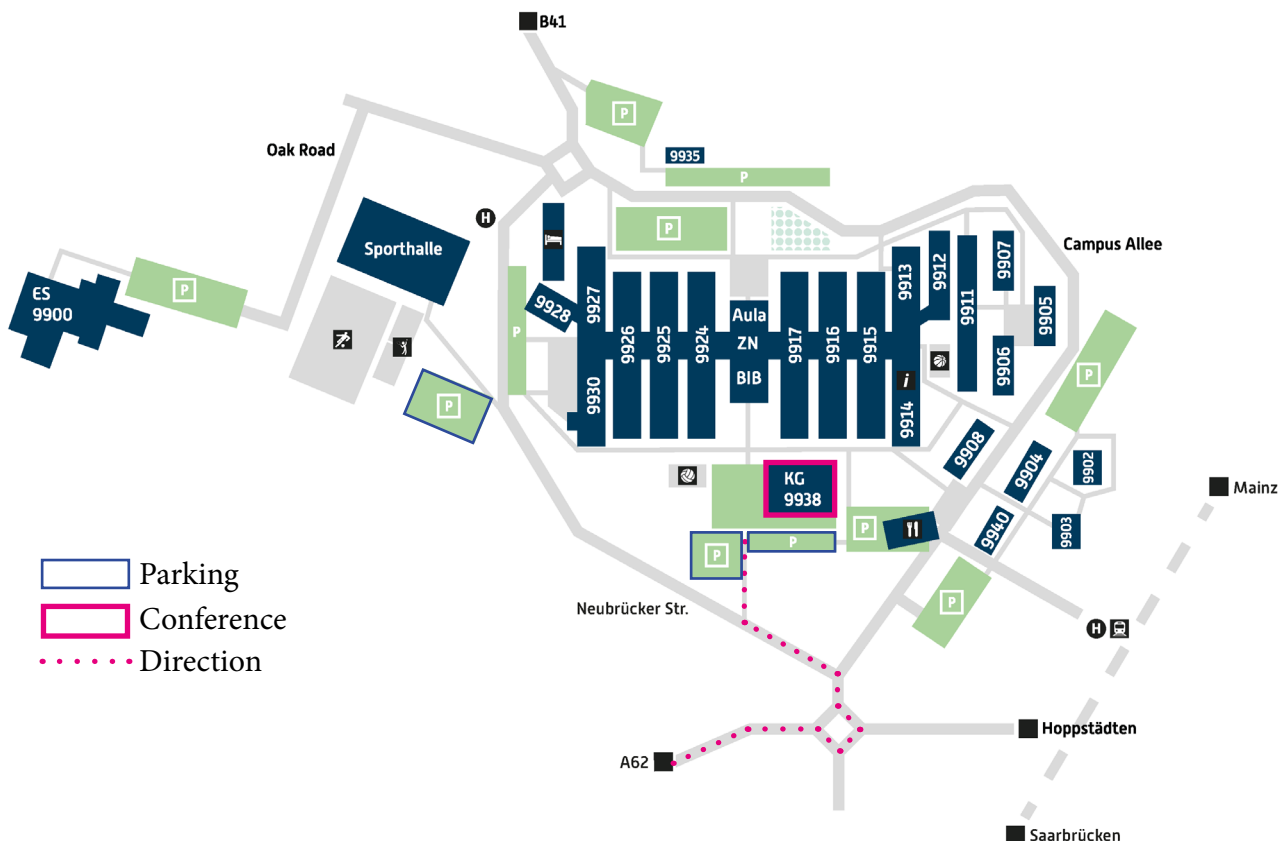 B41
P
9935
P
Oak Road
H
P
Sporthalle
Campus Allee
9907
9912
9913
9911
9927
ES
9900
P
9928
9905
P
Aula
ZN
BIB
9926
9925
9924
9917
9916
9915
9906
P
9930
i
9914
P
9908
9904
9902
KG
9938
Mainz
P
9940
9903
P
P
Parking
Neubrücker Str.
P
Conference
H
Direction
Hoppstädten
A62
Saarbrücken